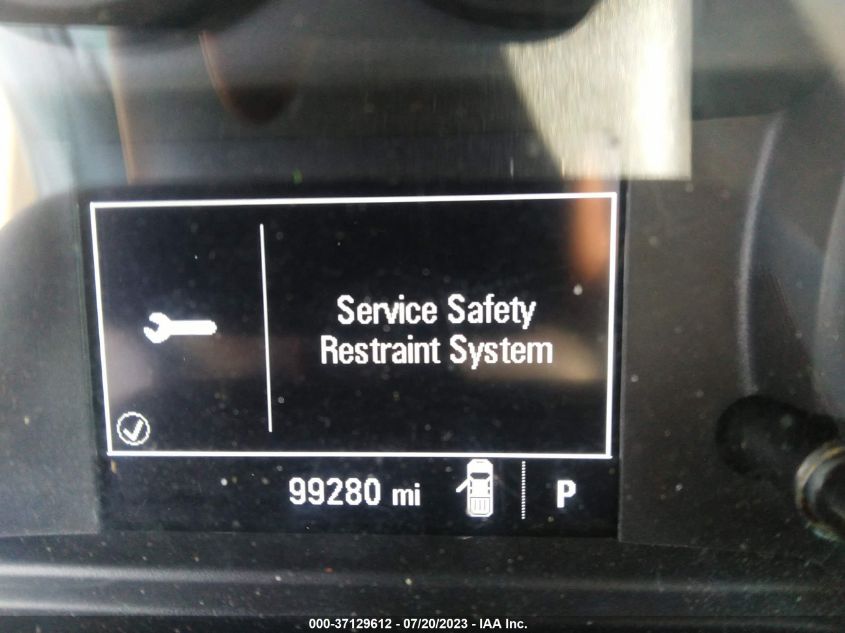 Service Safety
Restraint System
99280 mi P
000-37129612 - 07/20/2023 - IAA Inc.